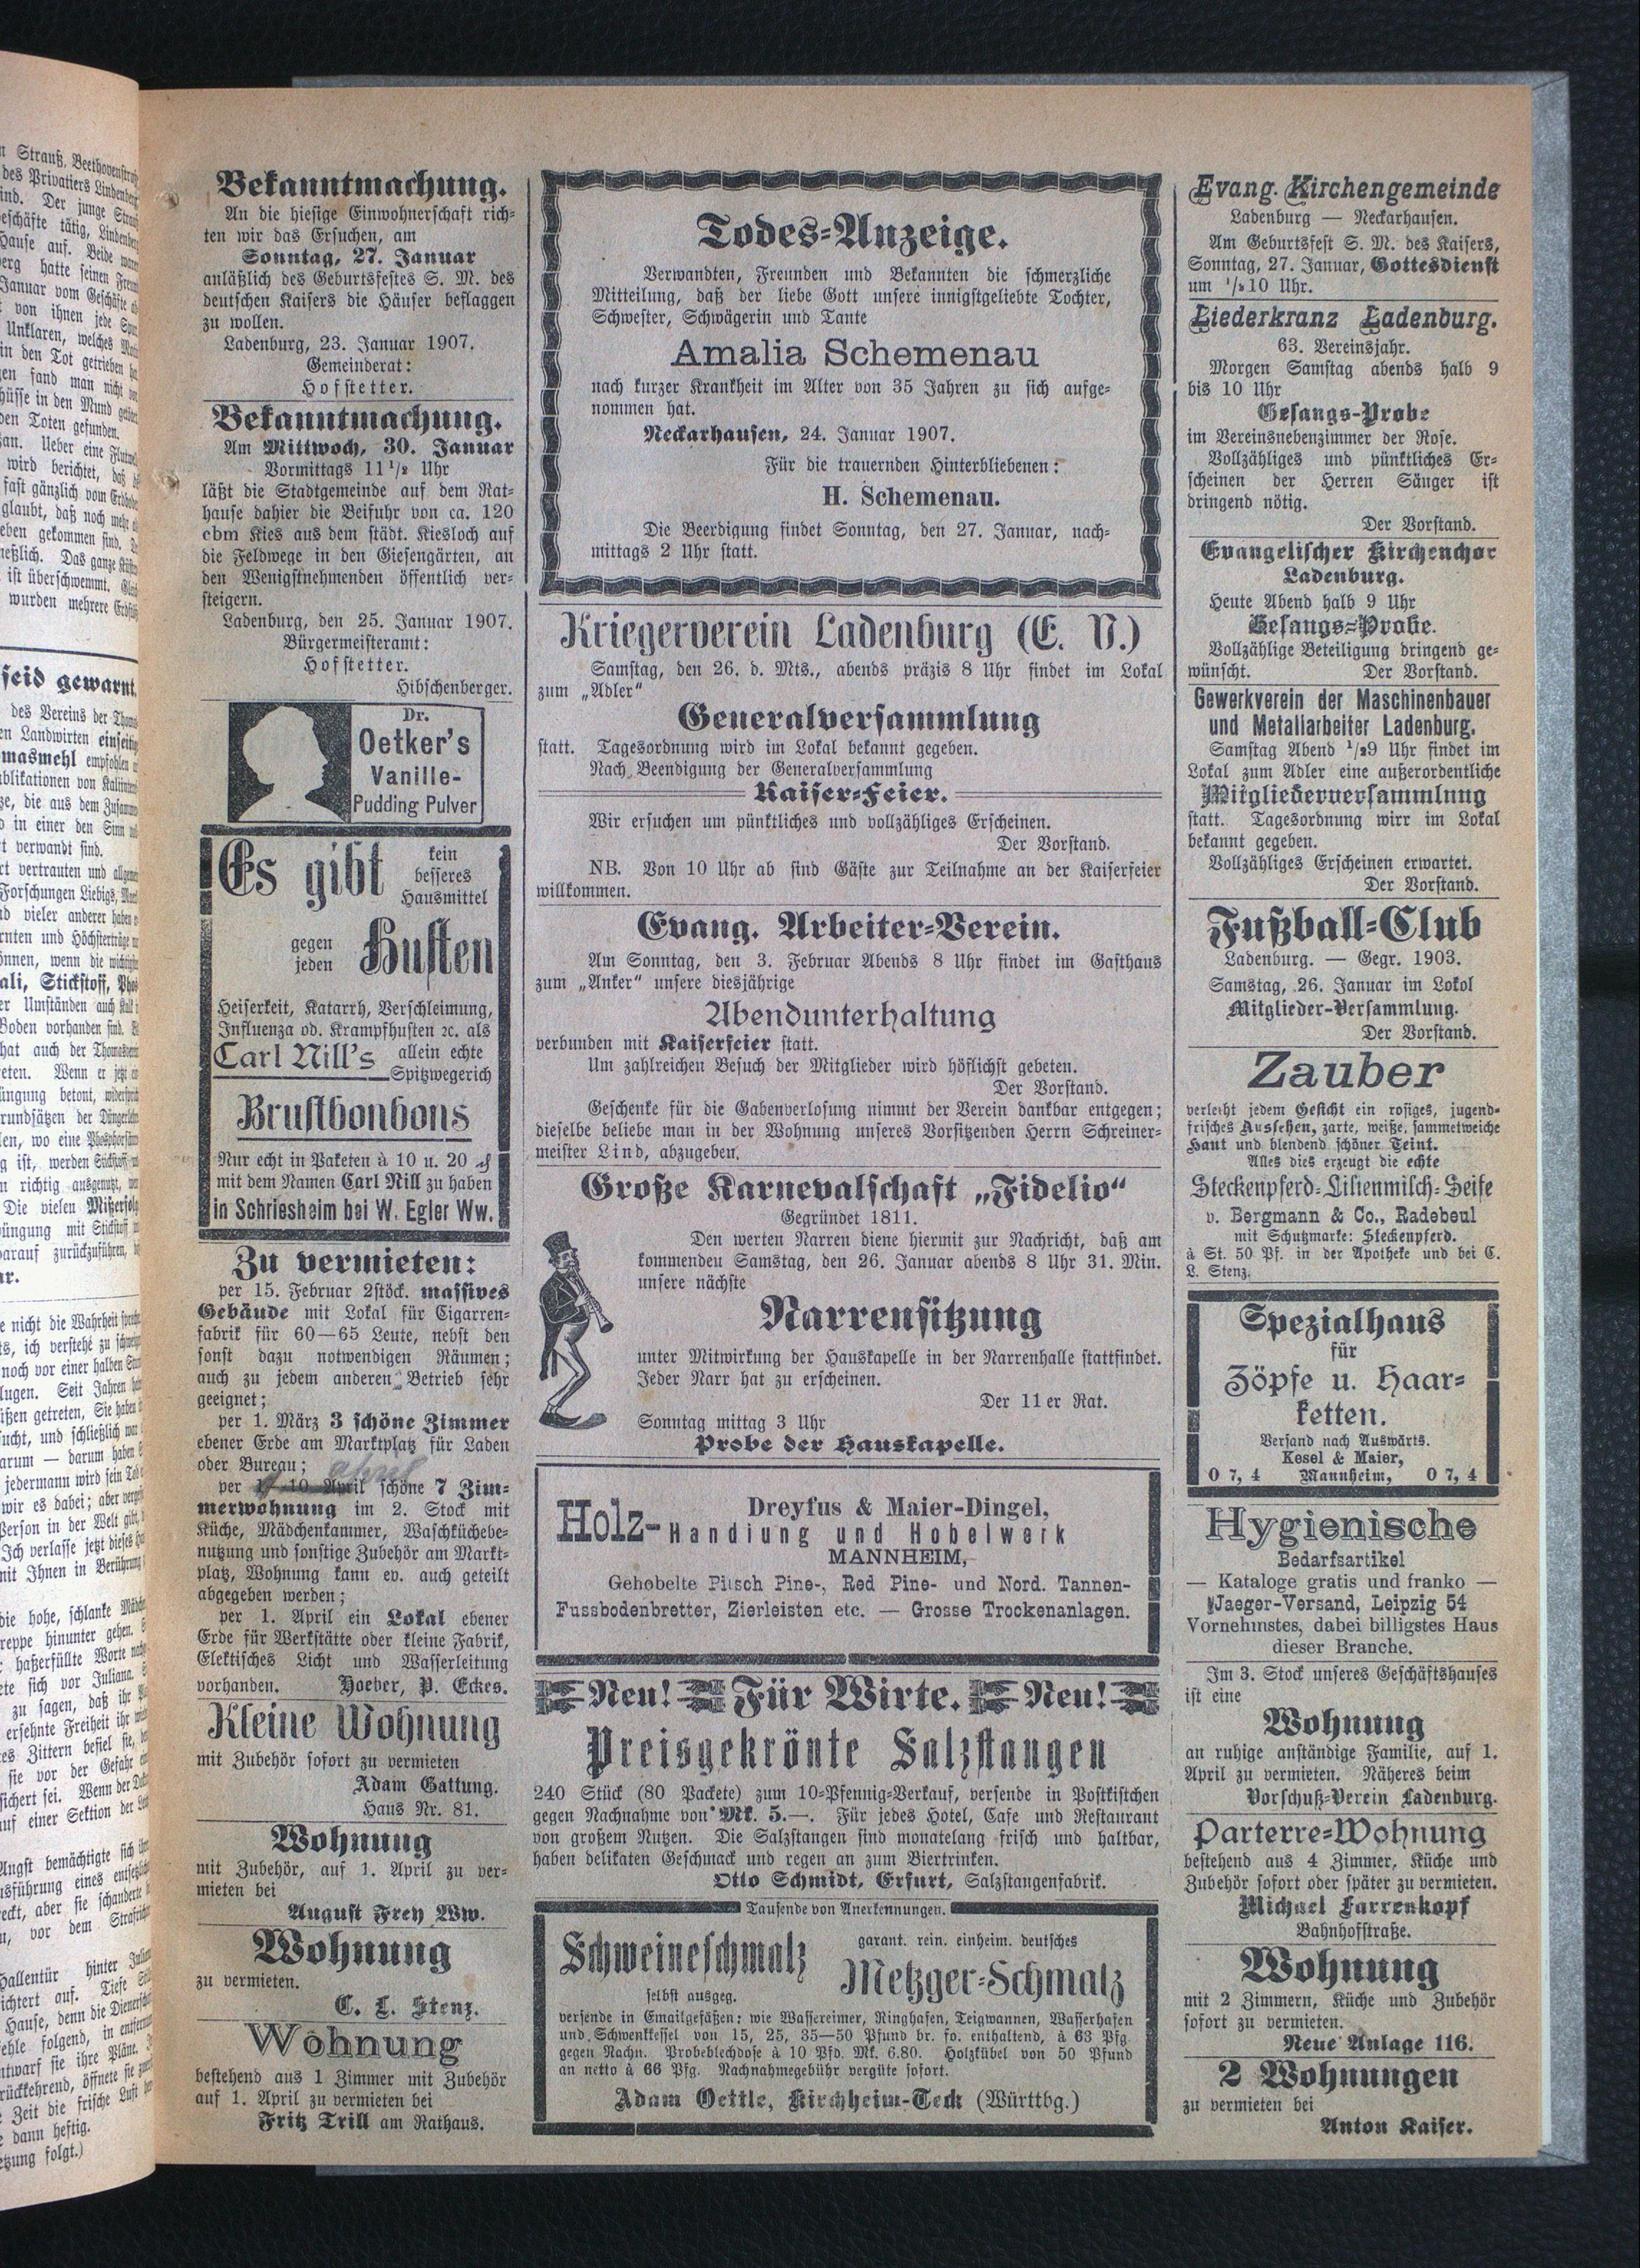 Bekanntmachung.
An die hiesige Einwohnerschaft rich-
ten wir das Ersuchen, am
Sonntag, 27. Januar
anläßlich des Geburtsfestes S. M. des
deutschen Kaisers die Häuser beflaggen
zu wollen.
Ladenburg, 23. Januar 1907.
Gemeinderat:
Hofstetter.
Bekanntmachung.
Am Mittwoch, 30. Januar
Vormittags 11 1/2 Uhr
läßt die Stadtgemeinde auf dem Rat-
hause dahier die Beifuhr von ca. 120
cbm Kies aus dem städt. Kiesloch auf
die Feldwege in den Giesengärten, an
den Wenigstnehmenden öffentlich ver-
steigern.
Ladenburg, den 25. Januar 1907.
Bürgermeisteramt:
Hofstetter.
Hibschenberger.
Dr.
Oetker's
Vanille-
Pudding Pulver
Es gibt
kein
besseres
Hausmittel
gegen
jeden
Husten
Heiserkeit, Katarrh, Verschleimung,
Influenza od. Krampfhusten ꝛc. als
Carl Nill's
allein echte
Spitzwegerich
Brustbonbons
Nur echt in Paketen à 10 u. 20 ₰
mit dem Namen Carl Nill zu haben
in Schriesheim bei W. Egler Ww.
Zu vermieten:
per 15. Februar 2stöck. massives
Gebäude mit Lokal für Cigarren-
fabrik für 60—65 Leute, nebst den
sonst dazu notwendigen Räumen;
auch zu jedem anderen Betrieb sehr
geeignet;
per 1. März 3 schöne Zimmer
ebener Erde am Marktplatz für Laden
oder Bureau;
april
per 10 April schöne 7 Zim-
merwohnung im 2. Stock mit
Küche, Mädchenkammer, Waschküchebe-
nutzung und sonstige Zubehör am Markt-
platz, Wohnung kann ev. auch geteilt
abgegeben werden;
per 1. April ein Lokal ebener
Erde für Werkstätte oder kleine Fabrik,
Elektisches Licht und Wasserleitung
vorhanden. Hoeber, P. Eckes.
Kleine Wohnung
mit Zubehör sofort zu vermieten
Adam Gattung.
Haus Nr. 81.
Wohnung
mit Zubehör, auf 1. April zu ver-
mieten bei
August Frey Ww.
Wohnung
zu vermieten.
C. L. Stenz.
Wohnung
bestehend aus 1 Zimmer mit Zubehör
auf 1. April zu vermieten bei
Fritz Trill am Rathaus.
Todes-Anzeige.
Verwandten, Freunden und Bekannten die schmerzliche
Mitteilung, daß der liebe Gott unsere innigstgeliebte Tochter,
Schwester, Schwägerin und Tante
Amalia Schemenau
nach kurzer Krankheit im Alter von 35 Jahren zu sich aufge-
nommen hat.
Neckarhausen, 24. Januar 1907.
Für die trauernden Hinterbliebenen:
H. Schemenau.
Die Beerdigung findet Sonntag, den 27. Januar, nach-
mittags 2 Uhr statt.
Kriegerverein Ladenburg (E. V.)
Samstag, den 26. d. Mts., abends präzis 8 Uhr findet im Lokal
zum „Adler“
Generalversammlung
statt. Tagesordnung wird im Lokal bekannt gegeben.
Nach Beendigung der Generalversammlung
Kaiser-Feier.
Wir ersuchen um pünktliches und vollzähliges Erscheinen.
Der Vorstand.
NB. Von 10 Uhr ab sind Gäste zur Teilnahme an der Kaiserfeier
willkommen.
Evang. Arbeiter-Verein.
Am Sonntag, den 3. Februar Abends 8 Uhr findet im Gasthaus
zum „Anker“ unsere diesjährige
Abendunterhaltung
verbunden mit Kaiserfeier statt.
Um zahlreichen Besuch der Mitglieder wird höflichst gebeten.
Der Vorstand.
Geschenke für die Gabenverlosung nimmt der Verein dankbar entgegen;
dieselbe beliebe man in der Wohnung unseres Vorsitzenden Herrn Schreiner-
meister Lind, abzugeben.
Große Karnevalschaft „Fidelio“
Gegründet 1811.
Den werten Narren diene hiermit zur Nachricht, daß am
kommenden Samstag, den 26. Januar abends 8 Uhr 31. Min.
unsere nächste
Narrensitzung
unter Mitwirkung der Hauskapelle in der Narrenhalle stattfindet.
Jeder Narr hat zu erscheinen.
Der 11er Rat.
Sonntag mittag 3 Uhr
Probe der Hauskapelle.
Dreyfus & Maier-Dingel,
Holz-Handlung und Hobelwerk
MANNHEIM,
Gehobelte Pitsch Pine-, Red Pine- und Nord. Tannen-
Fussbodenbretter, Zierleisten etc. — Grosse Trockenanlagen.
Neu! Für Wirte. Neu!
Preisgekrönte Salzstangen
240 Stück (80 Packete) zum 10-Pfennig-Verkauf, versende in Postkistchen
gegen Nachnahme von Mk. 5.—. Für jedes Hotel, Cafe und Restaurant
von großem Nutzen. Die Salzstangen sind monatelang frisch und haltbar,
haben delikaten Geschmack und regen an zum Biertrinken.
Otto Schmidt, Erfurt, Salzstangenfabrik.
Tausende von Anerkennungen.
Schweineschmalz
selbst ausgeg.
garant. rein. einheim. deutsches
Metzger-Schmalz
versende in Emailgefäßen: wie Wassereimer, Ringhafen, Teigwannen, Wasserhafen
und Schwenkkessel von 15, 25, 35—50 Pfund br. fo. enthaltend, à 63 Pfg.
gegen Nachn. Probeblechdose à 10 Pfd. Mk. 6.80. Holzkübel von 50 Pfund
an netto à 66 Pfg. Nachnahmegebühr vergüte sofort.
Adam Oettle, Kirchheim-Teck (Württbg.)
Evang. Kirchengemeinde
Ladenburg — Neckarhausen.
Am Geburtsfest S. M. des Kaisers,
Sonntag, 27. Januar, Gottesdienst
um 1/2 10 Uhr.
Liederkranz Ladenburg.
63. Vereinsjahr.
Morgen Samstag abends halb 9
bis 10 Uhr
Gesangs-Probe
im Vereinsnebenzimmer der Rose.
Vollzähliges und pünktliches Er-
scheinen der Herren Sänger ist
dringend nötig.
Der Vorstand.
Evangelischer Kirchenchor
Ladenburg.
Heute Abend halb 9 Uhr
Gesangs-Probe.
Vollzählige Beteiligung dringend ge-
wünscht. Der Vorstand.
Gewerkverein der Maschinenbauer
und Metallarbeiter Ladenburg.
Samstag Abend 1/2 9 Uhr findet im
Lokal zum Adler eine außerordentliche
Mitgliederversammlung
statt. Tagesordnung wirr im Lokal
bekannt gegeben.
Vollzähliges Erscheinen erwartet.
Der Vorstand.
Fußball-Club
Ladenburg. — Gegr. 1903.
Samstag, 26. Januar im Lokol
Mitglieder-Versammlung.
Der Vorstand.
Zauber
verleiht jedem Gesicht ein rosiges, jugend-
frisches Aussehen, zarte, weiße, sammetweiche
Haut und blendend schöner Teint.
Alles dies erzeugt die echte
Steckenpferd-Lilienmilch-Seife
v. Bergmann & Co., Radebeul
mit Schutzmarke: Steckenpferd.
à St. 50 Pf. in der Apotheke und bei C.
L. Stenz.
Spezialhaus
für
Zöpfe u. Haar-
ketten.
Versand nach Auswärts.
Kesel & Maier,
O 7, 4 Mannheim, O 7, 4
Hygienische
Bedarfsartikel
— Kataloge gratis und franko —
Jaeger-Versand, Leipzig 54
Vornehmstes, dabei billigstes Haus
dieser Branche.
Im 3. Stock unseres Geschäftshauses
ist eine
Wohnung
an ruhige anständige Familie, auf 1.
April zu vermieten. Näheres beim
Vorschuß-Verein Ladenburg.
Parterre-Wohnung
bestehend aus 4 Zimmer, Küche und
Zubehör sofort oder später zu vermieten.
Michael Farrenkopf
Bahnhofstraße.
Wohnung
mit 2 Zimmern, Küche und Zubehör
sofort zu vermieten.
Neue Anlage 116.
2 Wohnungen
zu vermieten bei
Anton Kaiser.